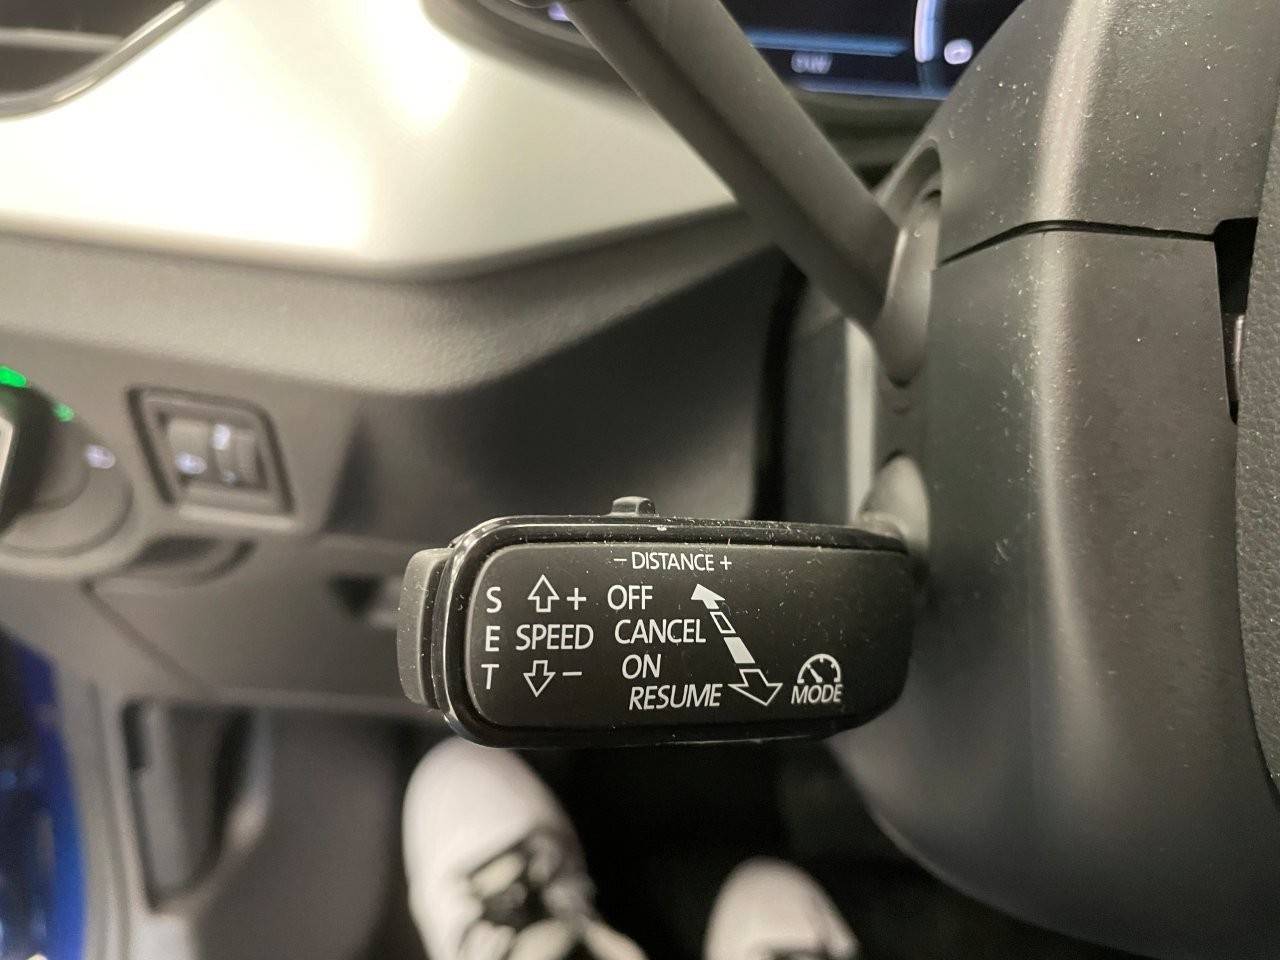 − DISTANCE +
S + OFF
E SPEED CANCEL
T − ON
RESUME MODE